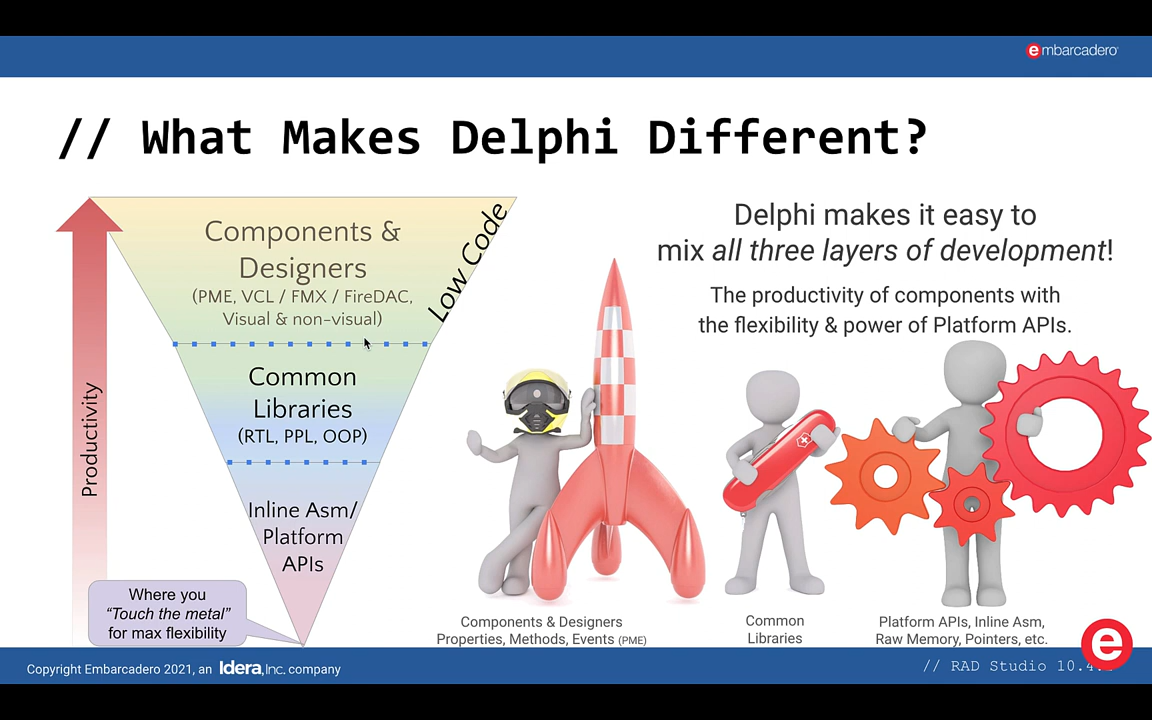 embarcadero
// What Makes Delphi Different?
Productivity
Components &
Designers
(PME, VCL / FMX / FireDAC,
Visual & non-visual)
Low Code
Common
Libraries
(RTL, PPL, OOP)
Inline Asm/
Platform
APIs
Where you
“Touch the metal”
for max flexibility
Delphi makes it easy to
mix all three layers of development!
The productivity of components with
the flexibility & power of Platform APIs.
Components & Designers
Properties, Methods, Events (PME)
Common
Libraries
Platform APIs, Inline Asm,
Raw Memory, Pointers, etc.
Copyright Embarcadero 2021, an Idera, Inc. company
// RAD Studio 10.4
e